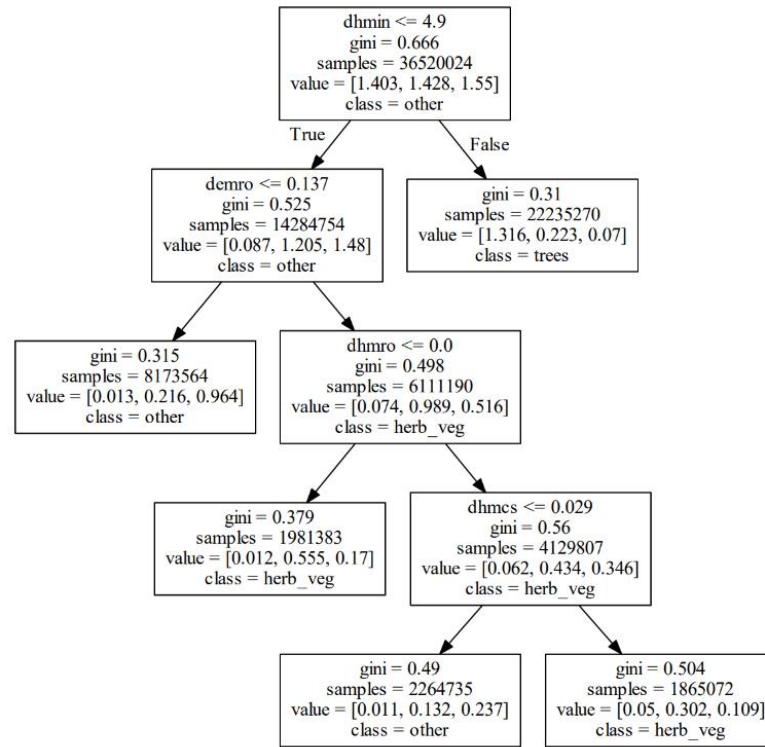 dhmin <= 4.9
gini = 0.666
samples = 36520024
value = [1.403, 1.428, 1.55]
class = other
True
False
demro <= 0.137
gini = 0.525
samples = 14284754
value = [0.087, 1.205, 1.48]
class = other
gini = 0.31
samples = 22235270
value = [1.316, 0.223, 0.07]
class = trees
gini = 0.315
samples = 8173564
value = [0.013, 0.216, 0.964]
class = other
dhmro <= 0.0
gini = 0.498
samples = 6111190
value = [0.074, 0.989, 0.516]
class = herb_veg
gini = 0.379
samples = 1981383
value = [0.012, 0.555, 0.17]
class = herb_veg
dhmcs <= 0.029
gini = 0.56
samples = 4129807
value = [0.062, 0.434, 0.346]
class = herb_veg
gini = 0.49
samples = 2264735
value = [0.011, 0.132, 0.237]
class = other
gini = 0.504
samples = 1865072
value = [0.05, 0.302, 0.109]
class = herb_veg